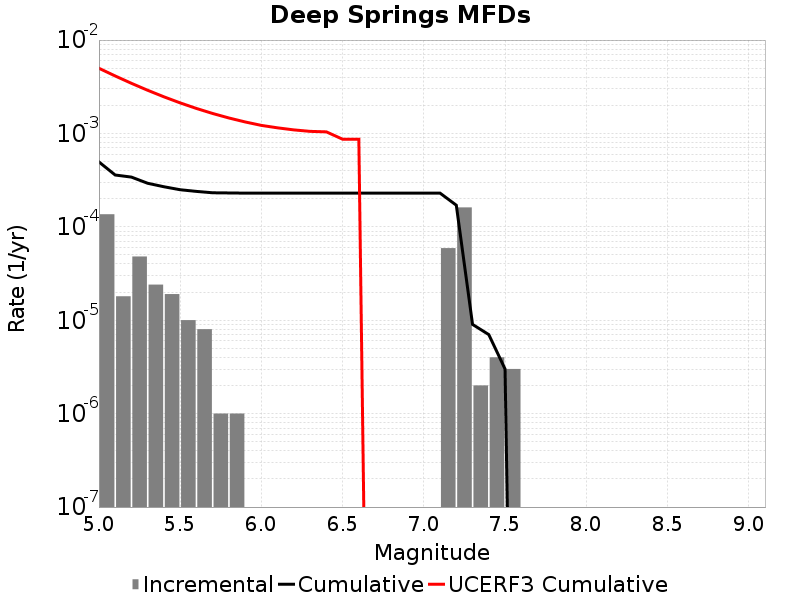 Deep Springs MFDs
10-2
10-3
10-4
10-5
10-6
10-7
Rate (1/yr)
5.0 5.5 6.0 6.5 7.0 7.5 8.0 8.5 9.0
Magnitude
Incremental Cumulative UCERF3 Cumulative